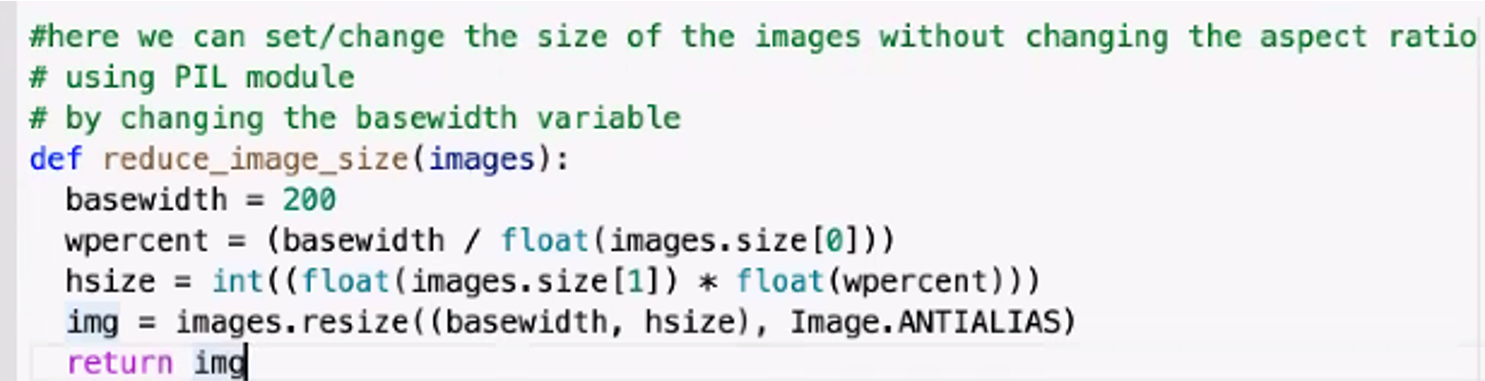 #here we can set/change the size of the images without changing the aspect ratio
# using PIL module
# by changing the basewidth variable
def reduce_image_size(images):
  basewidth = 200
  wpercent = (basewidth / float(images.size[0]))
  hsize = int((float(images.size[1]) * float(wpercent)))
  img = images.resize((basewidth, hsize), Image.ANTIALIAS)
  return img